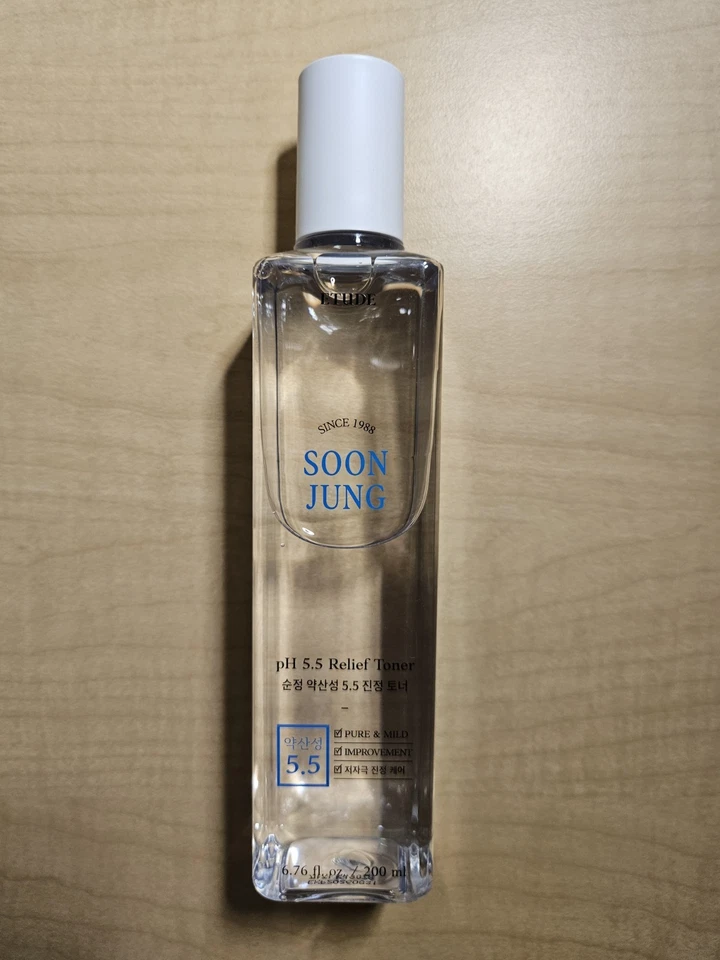 ETUDE
SINCE 1988
SOON
JUNG
pH 5.5 Relief Toner
순정 약산성 5.5 진정 토너
–
약산성
5.5
☑ PURE & MILD
☑ IMPROVEMENT
☑ 저자극 진정 케어
6.76 fl. oz. / 200 ml